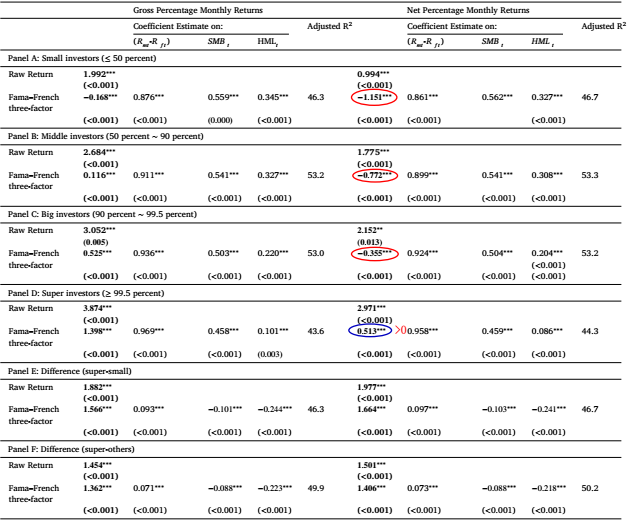 Gross Percentage Monthly Returns Net Percentage Monthly Returns
Coefficient Estimate on: Adjusted R² Coefficient Estimate on: Adjusted R²
(Rmt-Rft) SMBt HMLt (Rmt-Rft) SMBt HMLt
Panel A: Small investors (≤ 50 percent)
Raw Return 1.992*** 0.994***
(<0.001) (<0.001)
Fama–French −0.168*** 0.876*** 0.559*** 0.345*** 46.3 −1.151*** 0.861*** 0.562*** 0.327*** 46.7
three-factor
(<0.001) (<0.001) (0.000) (<0.001) (<0.001) (<0.001) (<0.001) (<0.001)
Panel B: Middle investors (50 percent ~ 90 percent)
Raw Return 2.684*** 1.775***
(<0.001) (<0.001)
Fama–French 0.116*** 0.911*** 0.541*** 0.327*** 53.2 −0.772*** 0.899*** 0.541*** 0.308*** 53.3
three-factor
(<0.001) (<0.001) (<0.001) (<0.001) (<0.001) (<0.001) (<0.001) (<0.001)
Panel C: Big investors (90 percent ~ 99.5 percent)
Raw Return 3.052*** 2.152**
(0.005) (0.013)
Fama–French 0.525*** 0.936*** 0.503*** 0.220*** 53.0 −0.355*** 0.924*** 0.504*** 0.204*** 53.2
three-factor (<0.001)
(<0.001) (<0.001) (<0.001) (<0.001) (<0.001) (<0.001) (<0.001) (<0.001)
Panel D: Super investors (≥ 99.5 percent)
Raw Return 3.874*** 2.971***
(<0.001) (<0.001)
Fama–French 1.398*** 0.969*** 0.458*** 0.101*** 43.6 0.513*** >0 0.958*** 0.459*** 0.086*** 44.3
three-factor
(<0.001) (<0.001) (<0.001) (0.003) (<0.001) (<0.001) (<0.001) (<0.001)
Panel E: Difference (super-small)
Raw Return 1.882*** 1.977***
(<0.001) (<0.001)
Fama–French 1.566*** 0.093*** −0.101*** −0.244*** 46.3 1.664*** 0.097*** −0.103*** −0.241*** 46.7
three-factor
(<0.001) (<0.001) (<0.001) (<0.001) (<0.001) (<0.001) (<0.001) (<0.001)
Panel F: Difference (super-others)
Raw Return 1.454*** 1.501***
(<0.001) (<0.001)
Fama–French 1.362*** 0.071*** −0.088*** −0.223*** 49.9 1.406*** 0.073*** −0.088*** −0.218*** 50.2
three-factor
(<0.001) (<0.001) (<0.001) (<0.001) (<0.001) (<0.001) (<0.001) (<0.001)